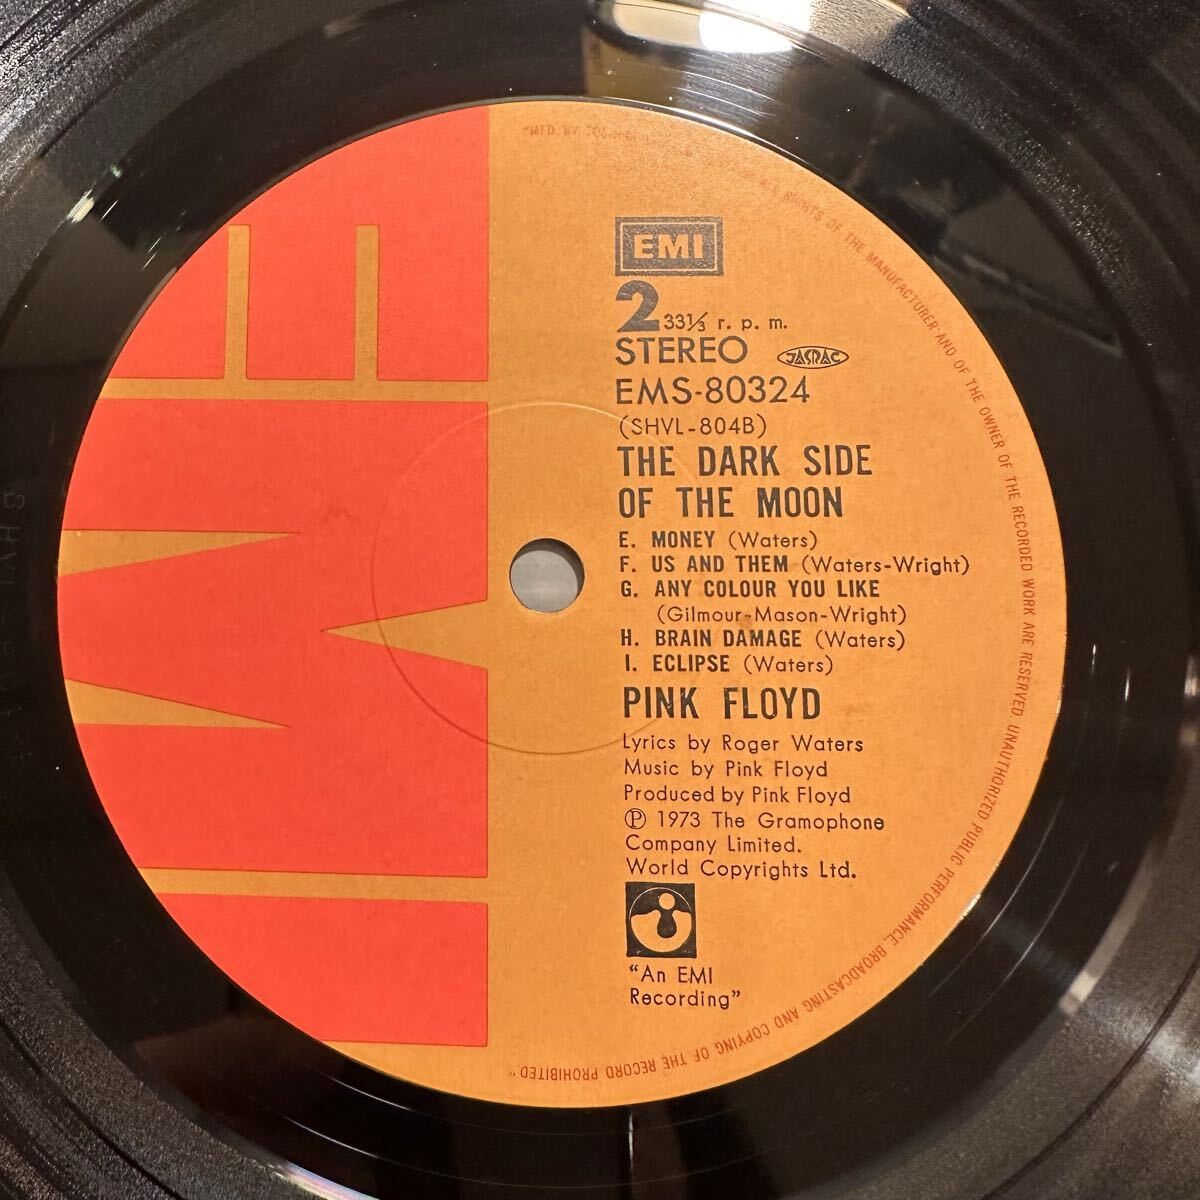 EMI
2 33⅓ r. p. m.
STEREO JASRAC
EMS-80324
(SHVL-804B)
THE DARK SIDE
OF THE MOON
E. MONEY (Waters)
F. US AND THEM (Waters-Wright)
G. ANY COLOUR YOU LIKE
(Gilmour-Mason-Wright)
H. BRAIN DAMAGE (Waters)
I. ECLIPSE (Waters)
PINK FLOYD
Lyrics by Roger Waters
Music by Pink Floyd
Produced by Pink Floyd
Ⓟ 1973 The Gramophone
Company Limited.
World Copyrights Ltd.
"An EMI
Recording"
"MFD. BY ALL RIGHTS OF THE MANUFACTURER AND OF THE OWNER OF THE RECORDED WORK ARE RESERVED. UNAUTHORIZED PUBLIC PERFORMANCE, BROADCASTING AND COPYING OF THE RECORD PROHIBITED."
EMI